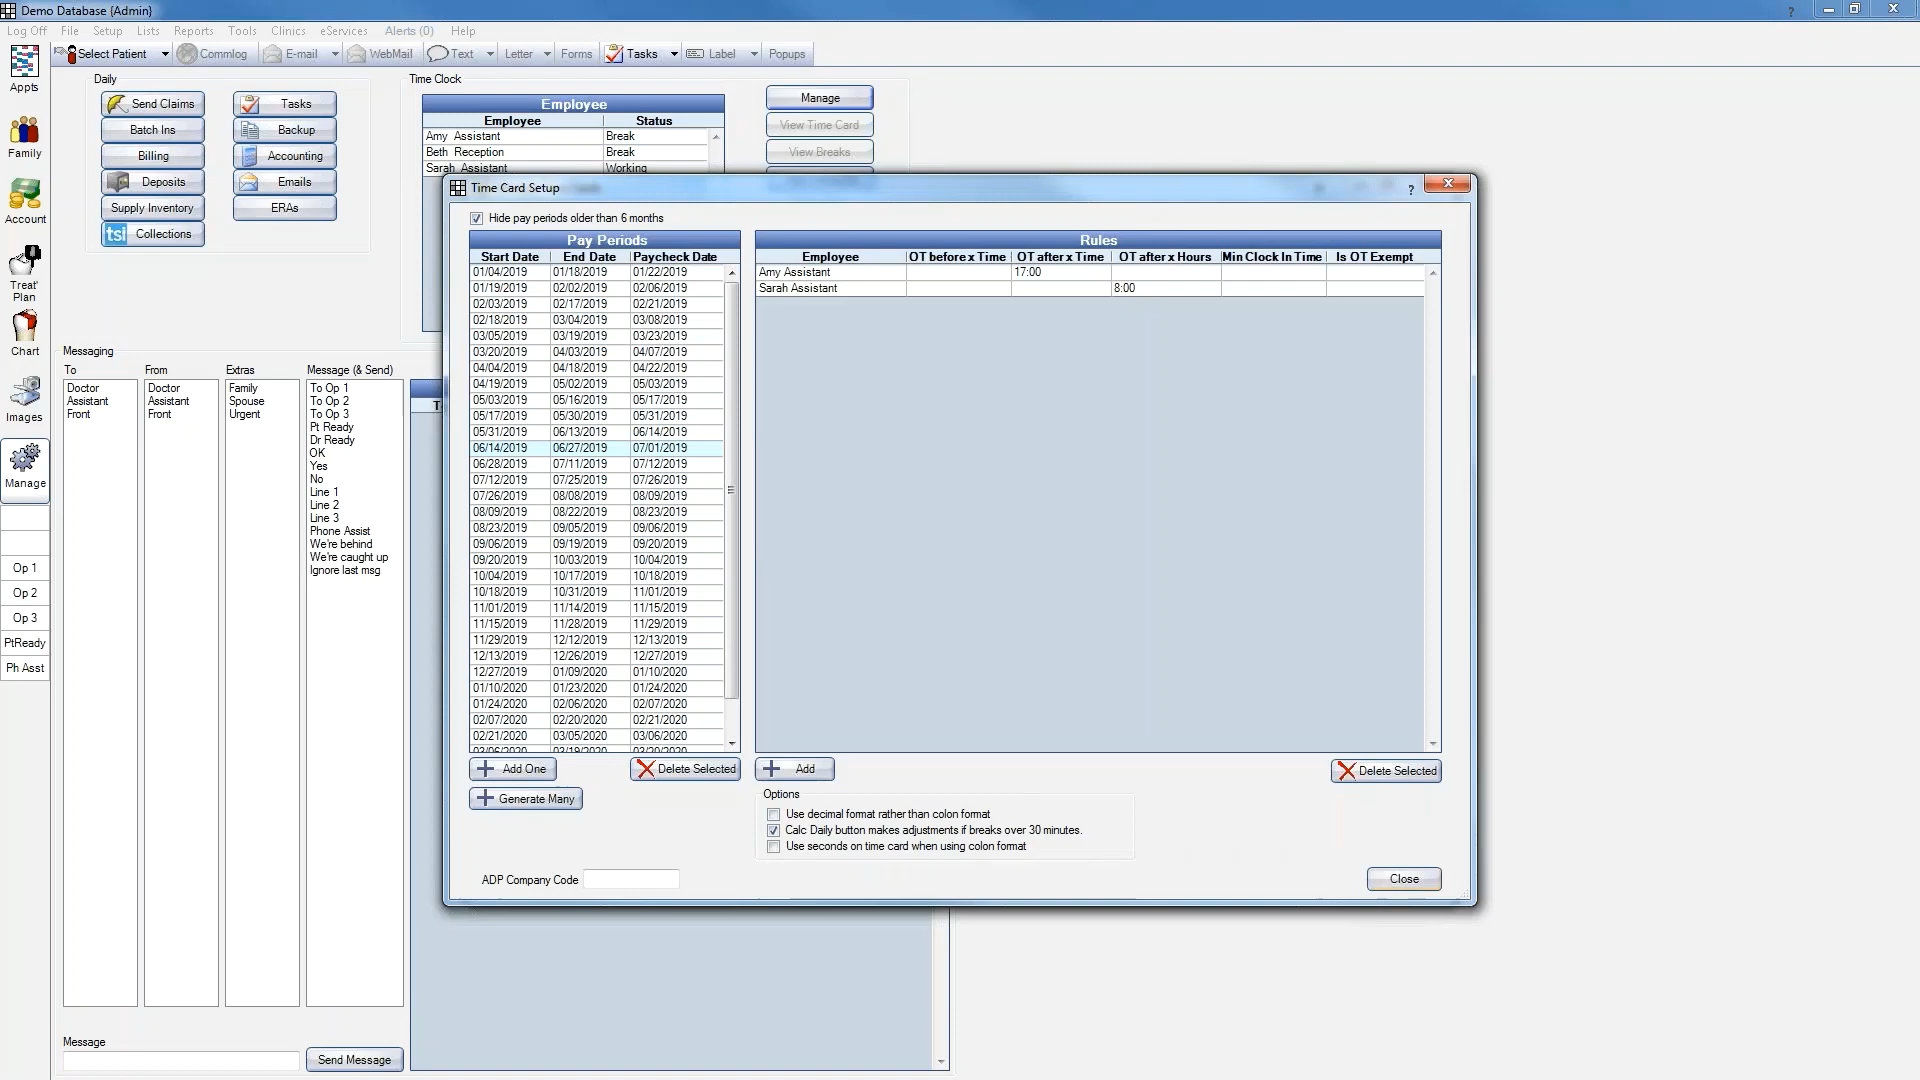 Demo Database {Admin}
?
Log Off File Setup Lists Reports Tools Clinics eServices Alerts (0) Help
Select Patient Commlog E-mail WebMail Text Letter Forms Tasks Label Popups
Appts
Family
Account
Treat'
Plan
Chart
Images
Manage
Op 1
Op 2
Op 3
PtReady
Ph Asst
Daily
Send Claims Tasks
Batch Ins Backup
Billing Accounting
Deposits Emails
Supply Inventory ERAs
tsi Collections
Time Clock
Employee
Employee Status
Amy Assistant Break
Beth Reception Break
Sarah Assistant Working
Manage
View Time Card
View Breaks
Messaging
To From Extras Message (& Send)
Doctor
Assistant
Front
Doctor
Assistant
Front
Family
Spouse
Urgent
To Op 1
To Op 2
To Op 3
Pt Ready
Dr Ready
OK
Yes
No
Line 1
Line 2
Line 3
Phone Assist
We're behind
We're caught up
Ignore last msg
Message
Send Message
Time Card Setup
?
Hide pay periods older than 6 months
Pay Periods
Start Date End Date Paycheck Date
01/04/2019 01/18/2019 01/22/2019
01/19/2019 02/02/2019 02/06/2019
02/03/2019 02/17/2019 02/21/2019
02/18/2019 03/04/2019 03/08/2019
03/05/2019 03/19/2019 03/23/2019
03/20/2019 04/03/2019 04/07/2019
04/04/2019 04/18/2019 04/22/2019
04/19/2019 05/02/2019 05/03/2019
05/03/2019 05/16/2019 05/17/2019
05/17/2019 05/30/2019 05/31/2019
05/31/2019 06/13/2019 06/14/2019
06/14/2019 06/27/2019 07/01/2019
06/28/2019 07/11/2019 07/12/2019
07/12/2019 07/25/2019 07/26/2019
07/26/2019 08/08/2019 08/09/2019
08/09/2019 08/22/2019 08/23/2019
08/23/2019 09/05/2019 09/06/2019
09/06/2019 09/19/2019 09/20/2019
09/20/2019 10/03/2019 10/04/2019
10/04/2019 10/17/2019 10/18/2019
10/18/2019 10/31/2019 11/01/2019
11/01/2019 11/14/2019 11/15/2019
11/15/2019 11/28/2019 11/29/2019
11/29/2019 12/12/2019 12/13/2019
12/13/2019 12/26/2019 12/27/2019
12/27/2019 01/09/2020 01/10/2020
01/10/2020 01/23/2020 01/24/2020
01/24/2020 02/06/2020 02/07/2020
02/07/2020 02/20/2020 02/21/2020
02/21/2020 03/05/2020 03/06/2020
03/06/2020 03/19/2020 03/20/2020
Add One Delete Selected
Generate Many
Rules
Employee OT before x Time OT after x Time OT after x Hours Min Clock In Time Is OT Exempt
Amy Assistant 17:00
Sarah Assistant 8:00
Add Delete Selected
Options
Use decimal format rather than colon format
Calc Daily button makes adjustments if breaks over 30 minutes.
Use seconds on time card when using colon format
ADP Company Code
Close